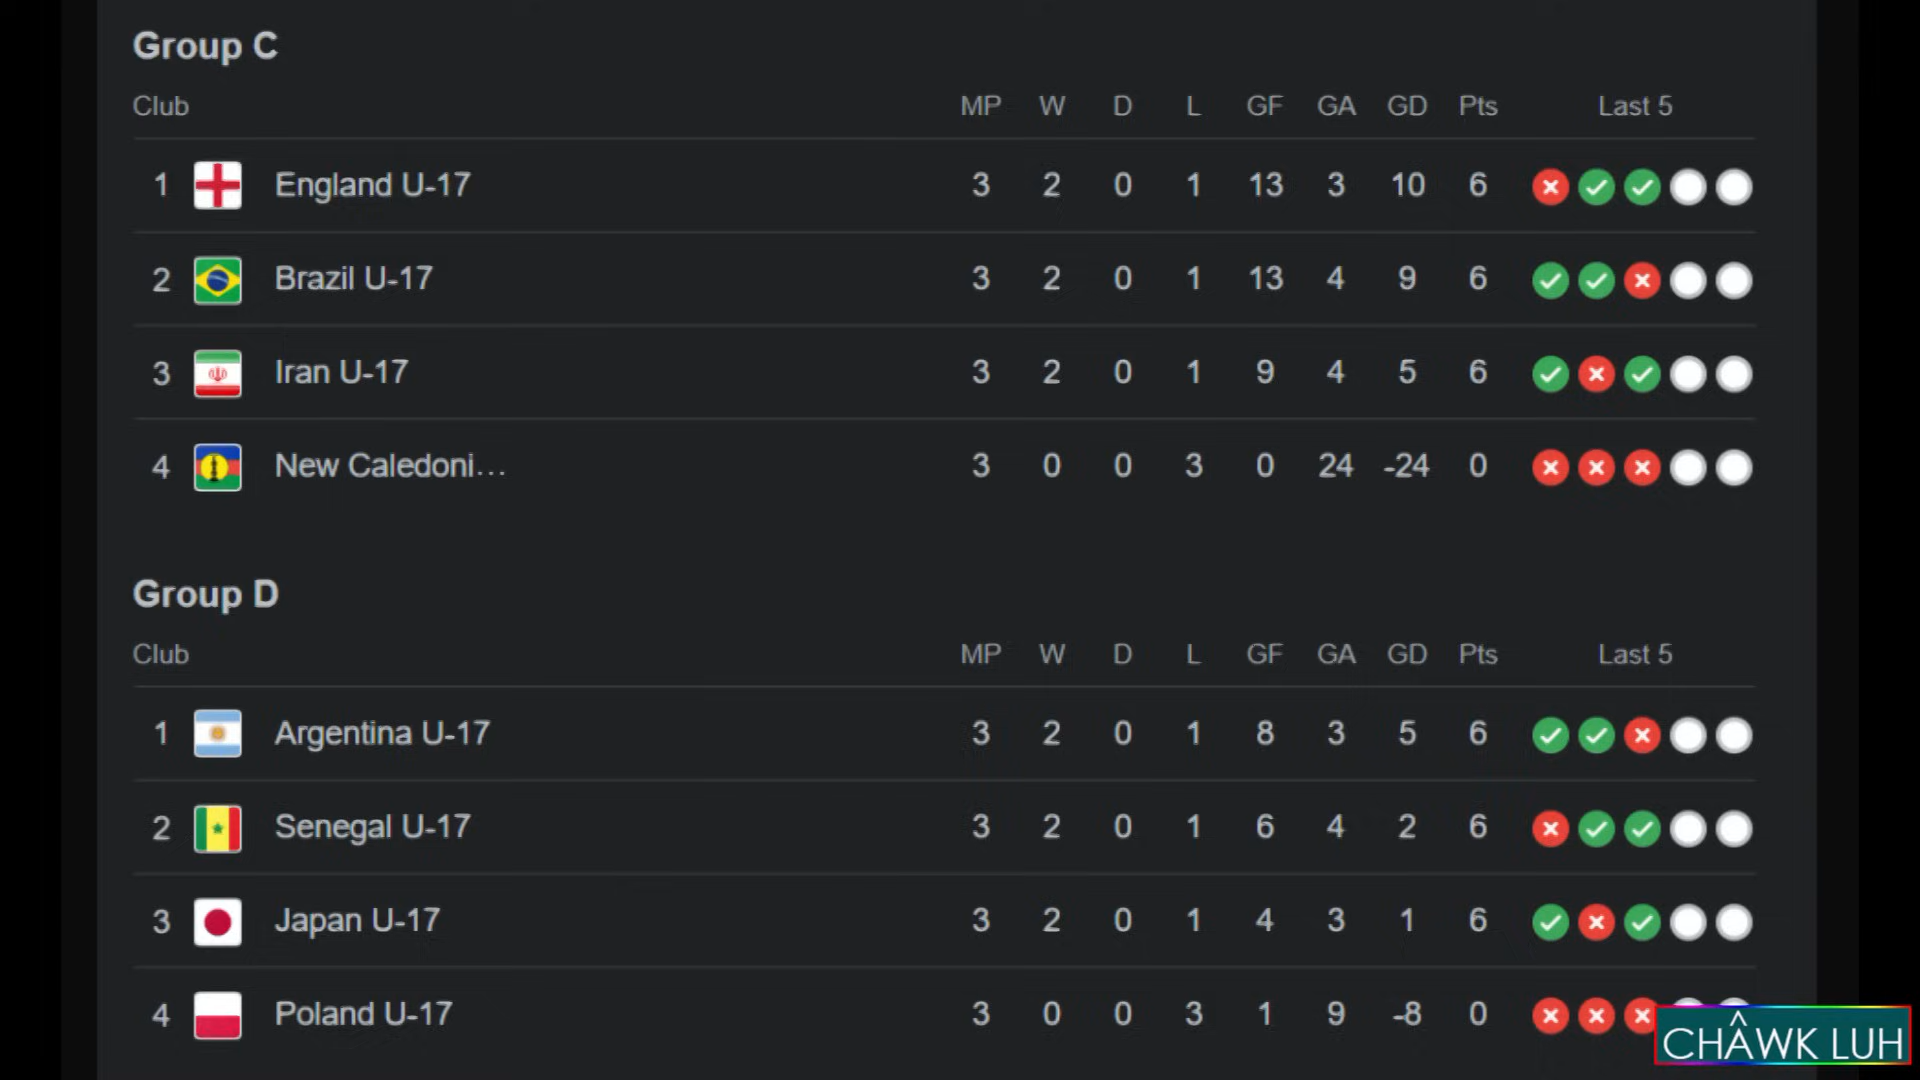 Group C
Club MP W D L GF GA GD Pts Last 5
1 England U-17 3 2 0 1 13 3 10 6
2 Brazil U-17 3 2 0 1 13 4 9 6
3 Iran U-17 3 2 0 1 9 4 5 6
4 New Caledoni... 3 0 0 3 0 24 -24 0
Group D
Club MP W D L GF GA GD Pts Last 5
1 Argentina U-17 3 2 0 1 8 3 5 6
2 Senegal U-17 3 2 0 1 6 4 2 6
3 Japan U-17 3 2 0 1 4 3 1 6
4 Poland U-17 3 0 0 3 1 9 -8 0
CHÂWK LUH